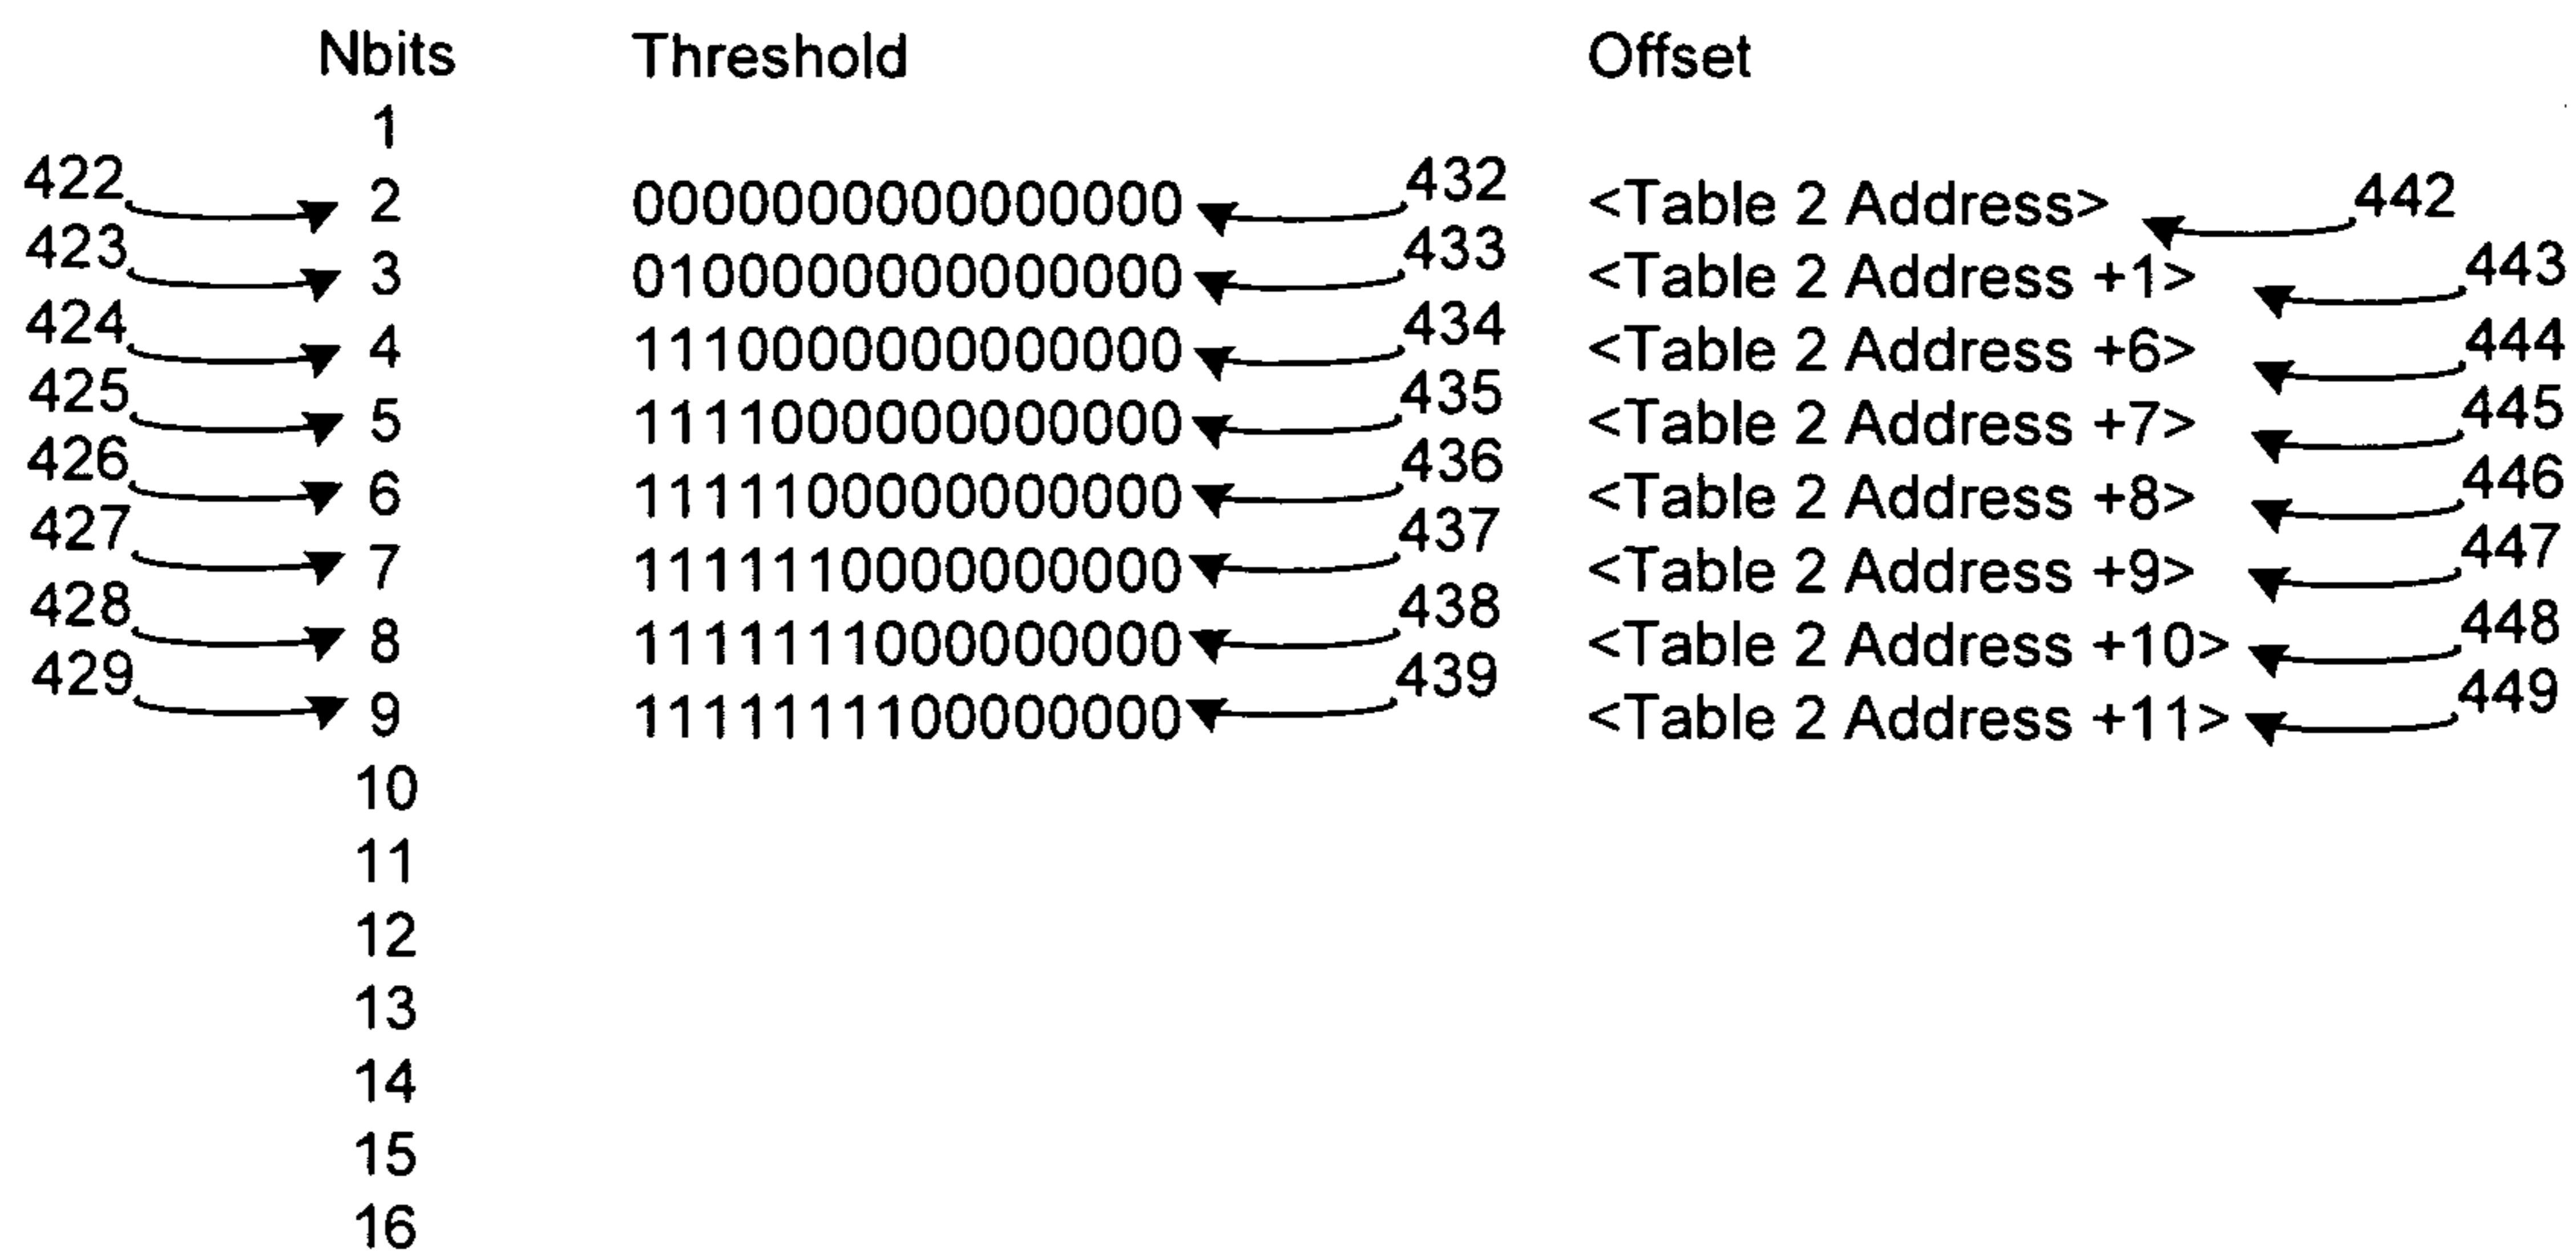 Nbits Threshold Offset
1
422 2 0000000000000000 432 <Table 2 Address> 442
423 3 0100000000000000 433 <Table 2 Address +1> 443
424 4 1110000000000000 434 <Table 2 Address +6> 444
425 5 1111000000000000 435 <Table 2 Address +7> 445
426 6 1111100000000000 436 <Table 2 Address +8> 446
427 7 1111110000000000 437 <Table 2 Address +9> 447
428 8 1111111000000000 438 <Table 2 Address +10> 448
429 9 1111111100000000 439 <Table 2 Address +11> 449
10
11
12
13
14
15
16